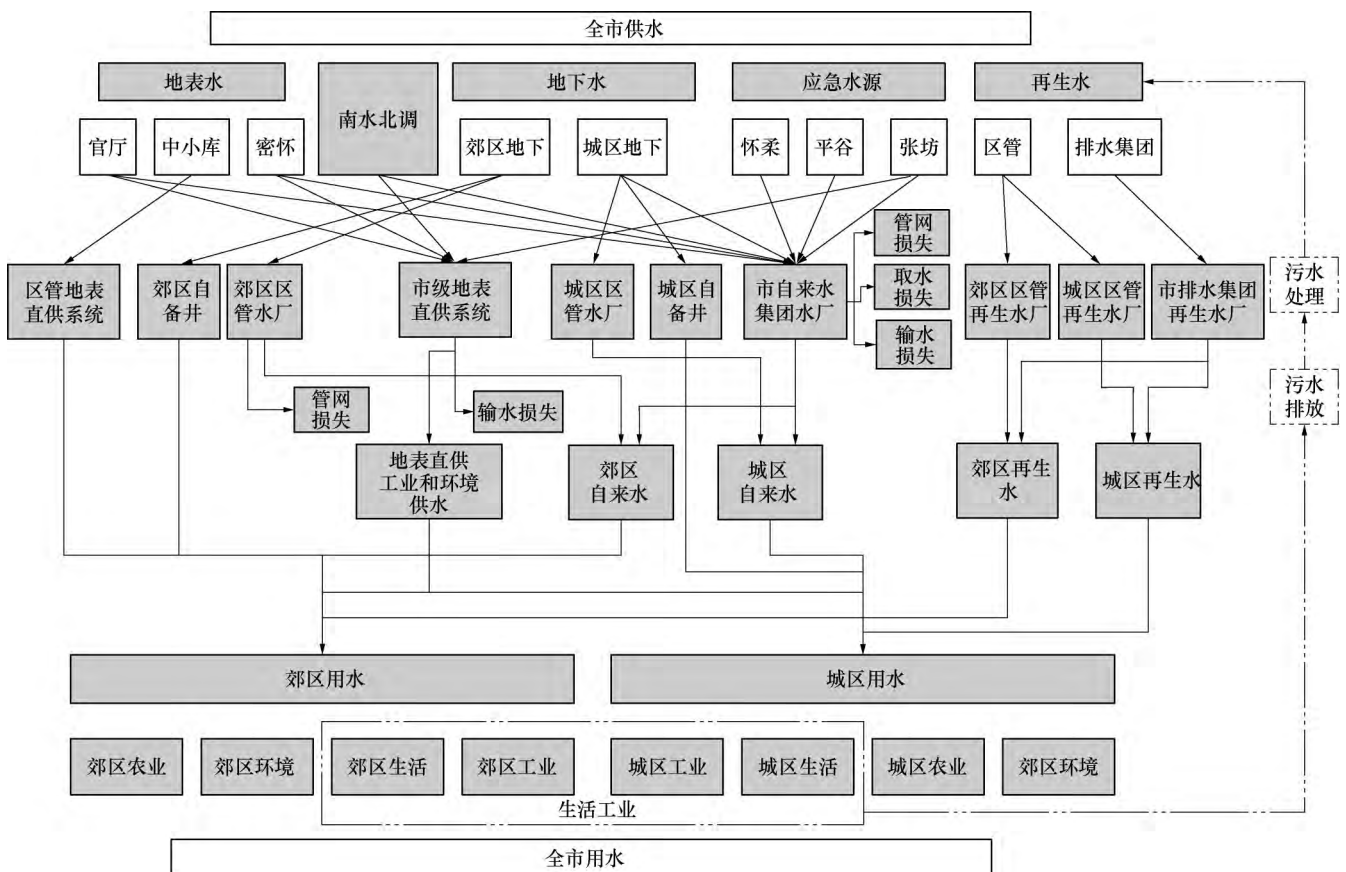 全市供水
地表水
南水北调
地下水
应急水源
再生水
官厅
中小库
密怀
郊区地下
城区地下
怀柔
平谷
张坊
区管
排水集团
区管地表
直供系统
郊区自
备井
郊区区
管水厂
市级地表
直供系统
城区区
管水厂
城区自
备井
市自来水
集团水厂
管网
损失
取水
损失
输水
损失
郊区区管
再生水厂
城区区管
再生水厂
市排水集团
再生水厂
污水
处理
污水
排放
管网
损失
输水损失
地表直供
工业和环境
供水
郊区
自来水
城区
自来水
郊区再生
水
城区再生水
郊区用水
城区用水
郊区农业
郊区环境
郊区生活
郊区工业
城区工业
城区生活
城区农业
郊区环境
生活工业
全市用水